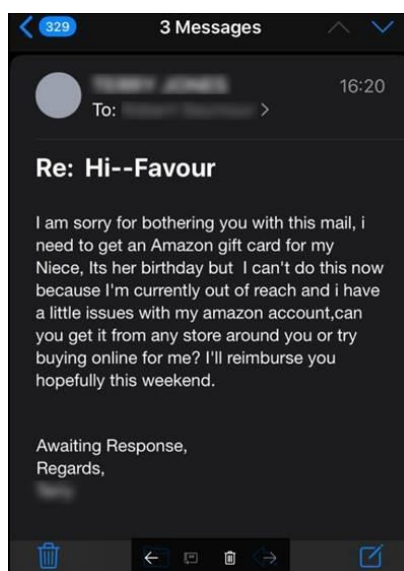 329
3 Messages
16:20
To:
Re: Hi--Favour
I am sorry for bothering you with this mail, i
need to get an Amazon gift card for my
Niece, Its her birthday but I can't do this now
because I'm currently out of reach and i have
a little issues with my amazon account,can
you get it from any store around you or try
buying online for me? I'll reimburse you
hopefully this weekend.
Awaiting Response,
Regards,